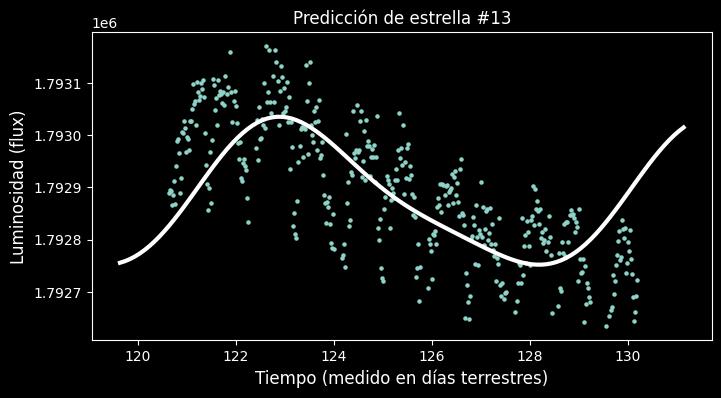 Predicción de estrella #13
1e6
1.7931
1.7930
1.7929
1.7928
1.7927
Luminosidad (flux)
120 122 124 126 128 130
Tiempo (medido en días terrestres)